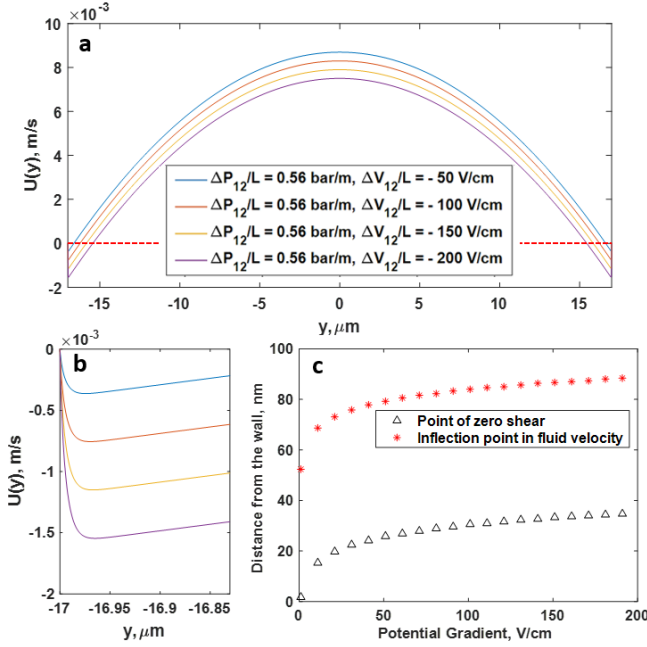 ×10⁻³
10
8
6
4
2
0
-2
U(y), m/s
a
ΔP₁₂/L = 0.56 bar/m, ΔV₁₂/L = - 50 V/cm
ΔP₁₂/L = 0.56 bar/m, ΔV₁₂/L = - 100 V/cm
ΔP₁₂/L = 0.56 bar/m, ΔV₁₂/L = - 150 V/cm
ΔP₁₂/L = 0.56 bar/m, ΔV₁₂/L = - 200 V/cm
-15 -10 -5 0 5 10 15
y, μm
×10⁻³
0
-0.5
-1
-1.5
-2
U(y), m/s
b
-17 -16.95 -16.9 -16.85
y, μm
100
80
60
40
20
0
Distance from the wall, nm
c
Point of zero shear
Inflection point in fluid velocity
0 50 100 150 200
Potential Gradient, V/cm